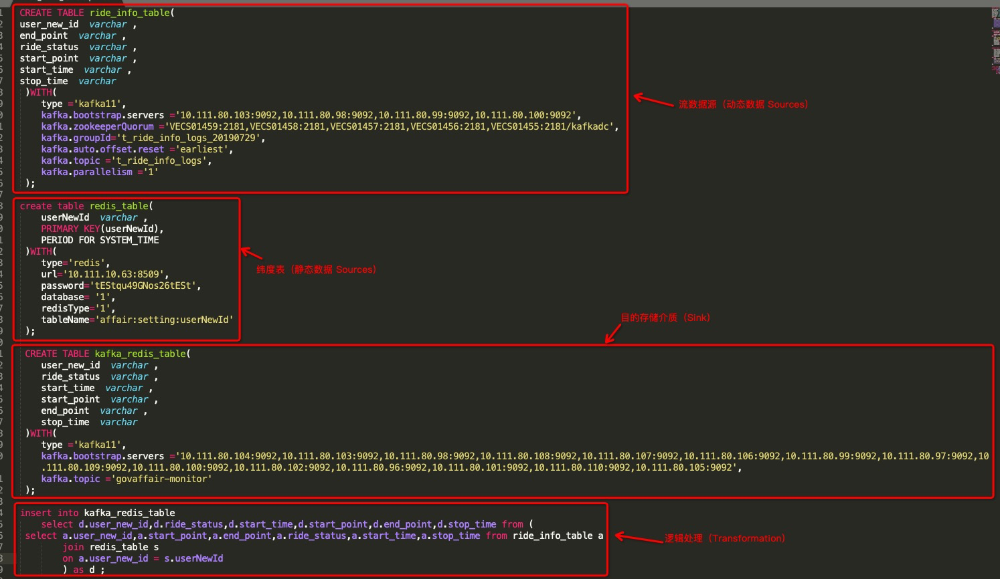 CREATE TABLE ride_info_table(
user_new_id varchar ,
end_point varchar ,
ride_status varchar ,
start_point varchar ,
start_time varchar ,
stop_time varchar
)WITH(
type ='kafka11',
流数据源（动态数据 Sources）
kafka.bootstrap.servers ='10.111.80.103:9092,10.111.80.98:9092,10.111.80.99:9092,10.111.80.100:9092',
kafka.zookeeperQuorum ='VECS01459:2181,VECS01458:2181,VECS01457:2181,VECS01456:2181,VECS01455:2181/kafkadc',
kafka.groupId='t_ride_info_logs_20190729',
kafka.auto.offset.reset ='earliest',
kafka.topic ='t_ride_info_logs',
kafka.parallelism ='1'
);
create table redis_table(
userNewId varchar ,
PRIMARY KEY(userNewId),
PERIOD FOR SYSTEM_TIME
)WITH(
type='redis',
纬度表（静态数据 Sources）
url='10.111.10.63:8509',
password='tEStqu49GNos26tESt',
database= '1',
redisType='1',
tableName='affair:setting:userNewId'
);
目的存储介质（Sink）
CREATE TABLE kafka_redis_table(
user_new_id varchar ,
ride_status varchar ,
start_time varchar ,
start_point varchar ,
end_point varchar ,
stop_time varchar
)WITH(
type ='kafka11',
kafka.bootstrap.servers ='10.111.80.104:9092,10.111.80.103:9092,10.111.80.98:9092,10.111.80.108:9092,10.111.80.107:9092,10.111.80.106:9092,10.111.80.99:9092,10.111.80.97:9092,10
.111.80.109:9092,10.111.80.100:9092,10.111.80.102:9092,10.111.80.96:9092,10.111.80.101:9092,10.111.80.110:9092,10.111.80.105:9092',
kafka.topic ='govaffair-monitor'
);
insert into kafka_redis_table
select d.user_new_id,d.ride_status,d.start_time,d.start_point,d.end_point,d.stop_time from (
select a.user_new_id,a.start_point,a.end_point,a.ride_status,a.start_time,a.stop_time from ride_info_table a
逻辑处理（Transformation）
join redis_table s
on a.user_new_id = s.userNewId
) as d ;